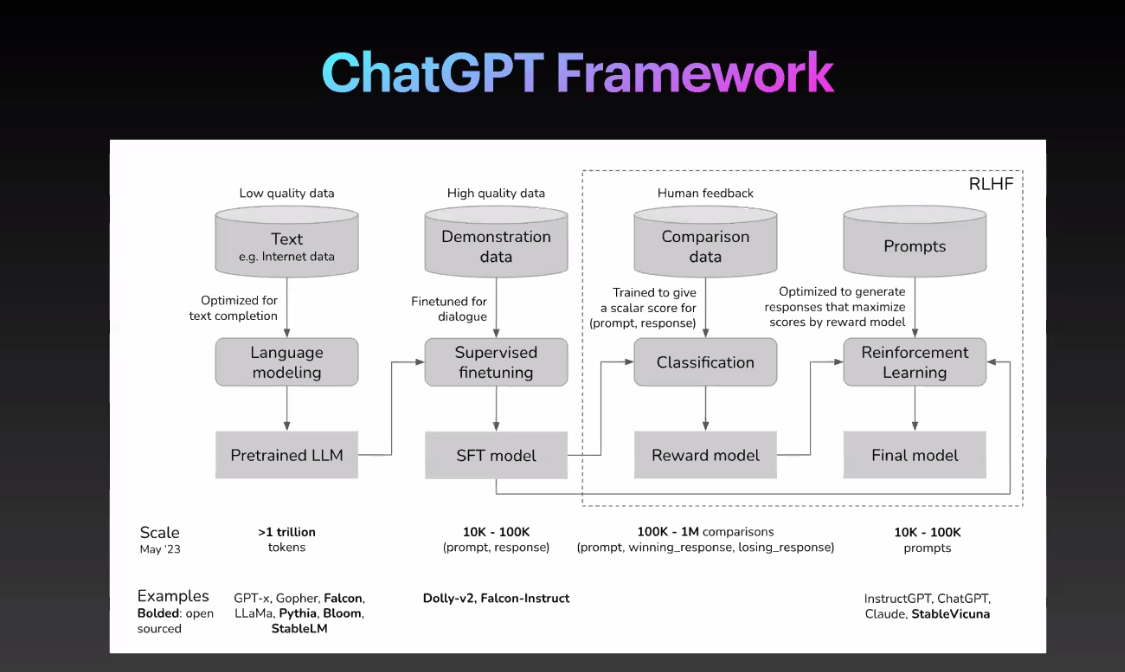 ChatGPT Framework
RLHF
Low quality data
Text
e.g. Internet data
Optimized for
text completion
Language
modeling
Pretrained LLM
High quality data
Demonstration
data
Finetuned for
dialogue
Supervised
finetuning
SFT model
Human feedback
Comparison
data
Trained to give
a scalar score for
(prompt, response)
Classification
Reward model
Prompts
Optimized to generate
responses that maximize
scores by reward model
Reinforcement
Learning
Final model
Scale
May '23
>1 trillion
tokens
10K - 100K
(prompt, response)
100K - 1M comparisons
(prompt, winning_response, losing_response)
10K - 100K
prompts
Examples
Bolded: open
sourced
GPT-x, Gopher, Falcon,
LLaMa, Pythia, Bloom,
StableLM
Dolly-v2, Falcon-Instruct
InstructGPT, ChatGPT,
Claude, StableVicuna